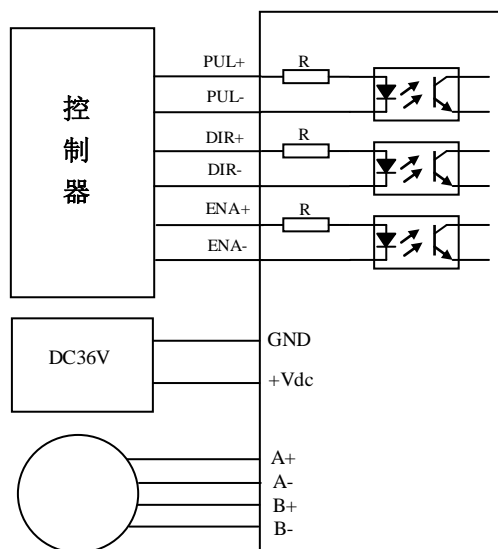 控
制
器
PUL+
R
PUL-
DIR+
R
DIR-
ENA+
R
ENA-
DC36V
GND
+Vdc
A+
A-
B+
B-